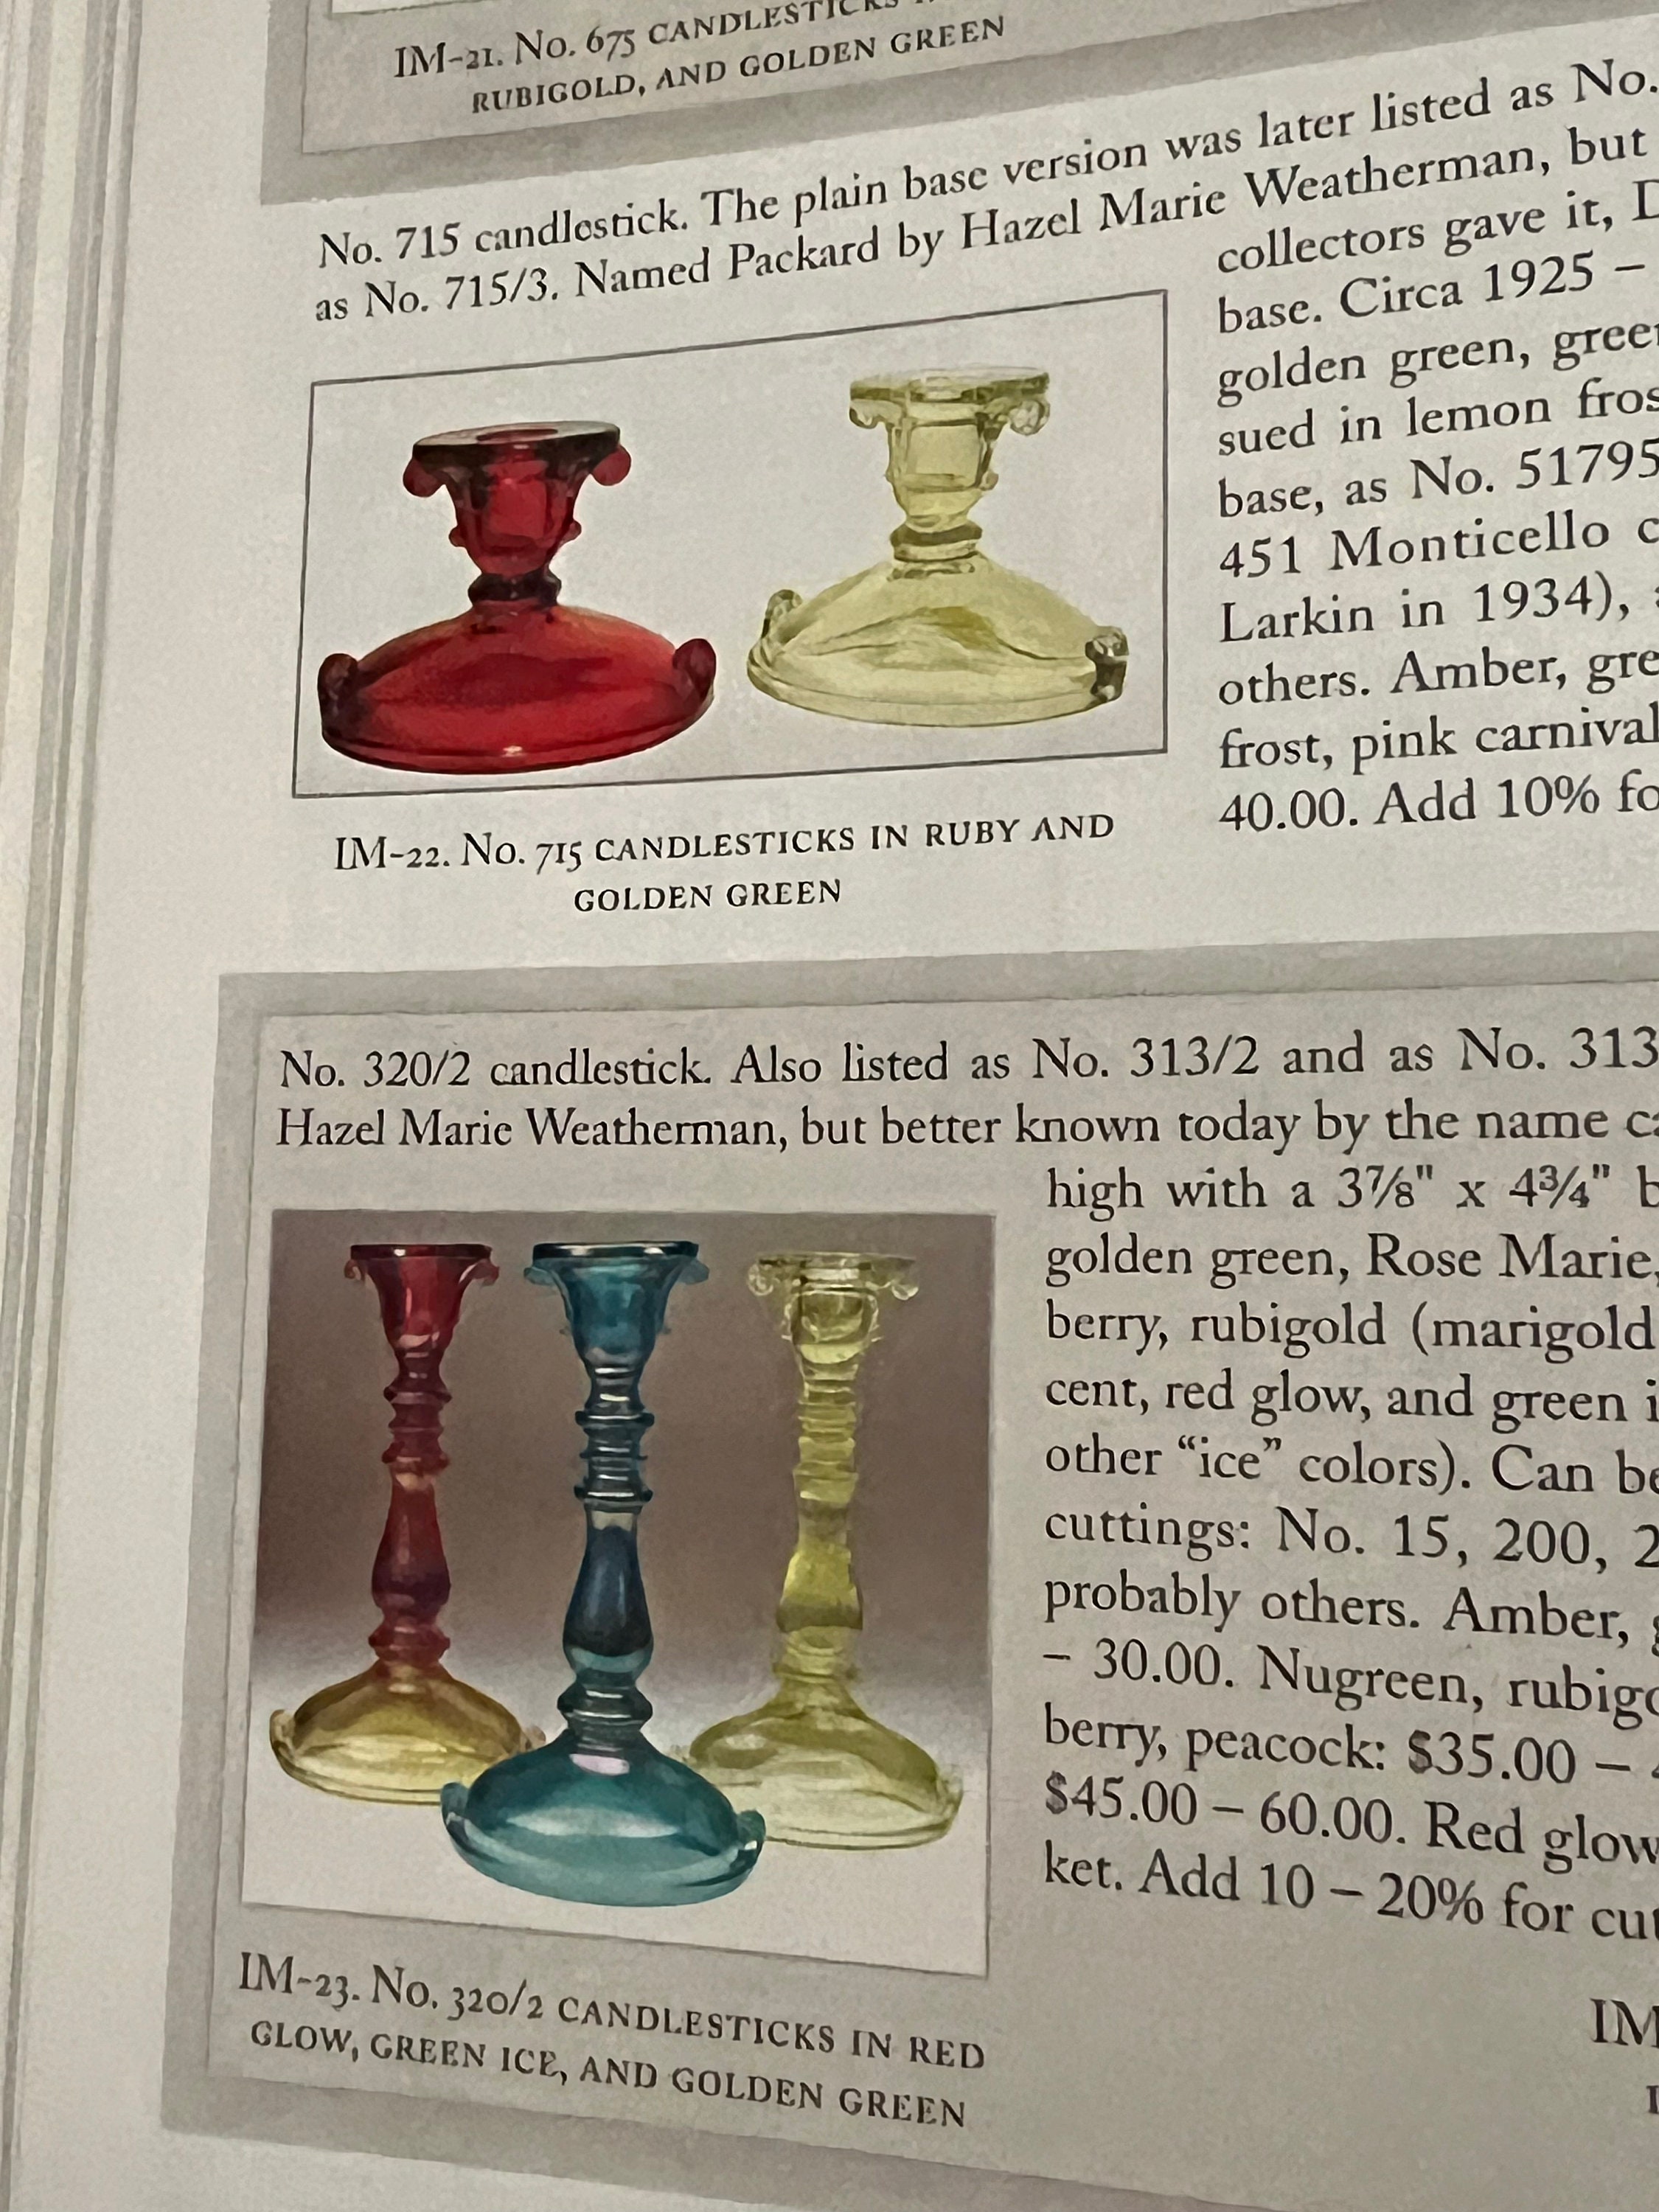 IM-21. No. 675 CANDLESTICKS
RUBIGOLD, AND GOLDEN GREEN
No. 715 candlestick. The plain base version was later listed as No.
as No. 715/3. Named Packard by Hazel Marie Weatherman, but
collectors gave it,
base. Circa 1925 –
golden green,
sued in lemon
base, as No. 51795
451 Monticello
Larkin in 1934),
others. Amber,
frost, pink carnival
40.00. Add 10%
IM-22. No. 715 CANDLESTICKS IN RUBY AND
GOLDEN GREEN
No. 320/2 candlestick. Also listed as No. 313/2 and as No. 313
Hazel Marie Weatherman, but better known today by the name
high with a 3⅞" x 4¾"
golden green, Rose Marie,
berry, rubigold (marigold
cent, red glow, and green
other “ice” colors). Can
cuttings: No. 15, 200,
probably others. Amber,
– 30.00. Nugreen,
berry, peacock: $35.00 –
$45.00 – 60.00. Red glow
ket. Add 10 – 20% for
IM-23. No. 320/2 CANDLESTICKS IN RED
GLOW, GREEN ICE, AND GOLDEN GREEN
IM